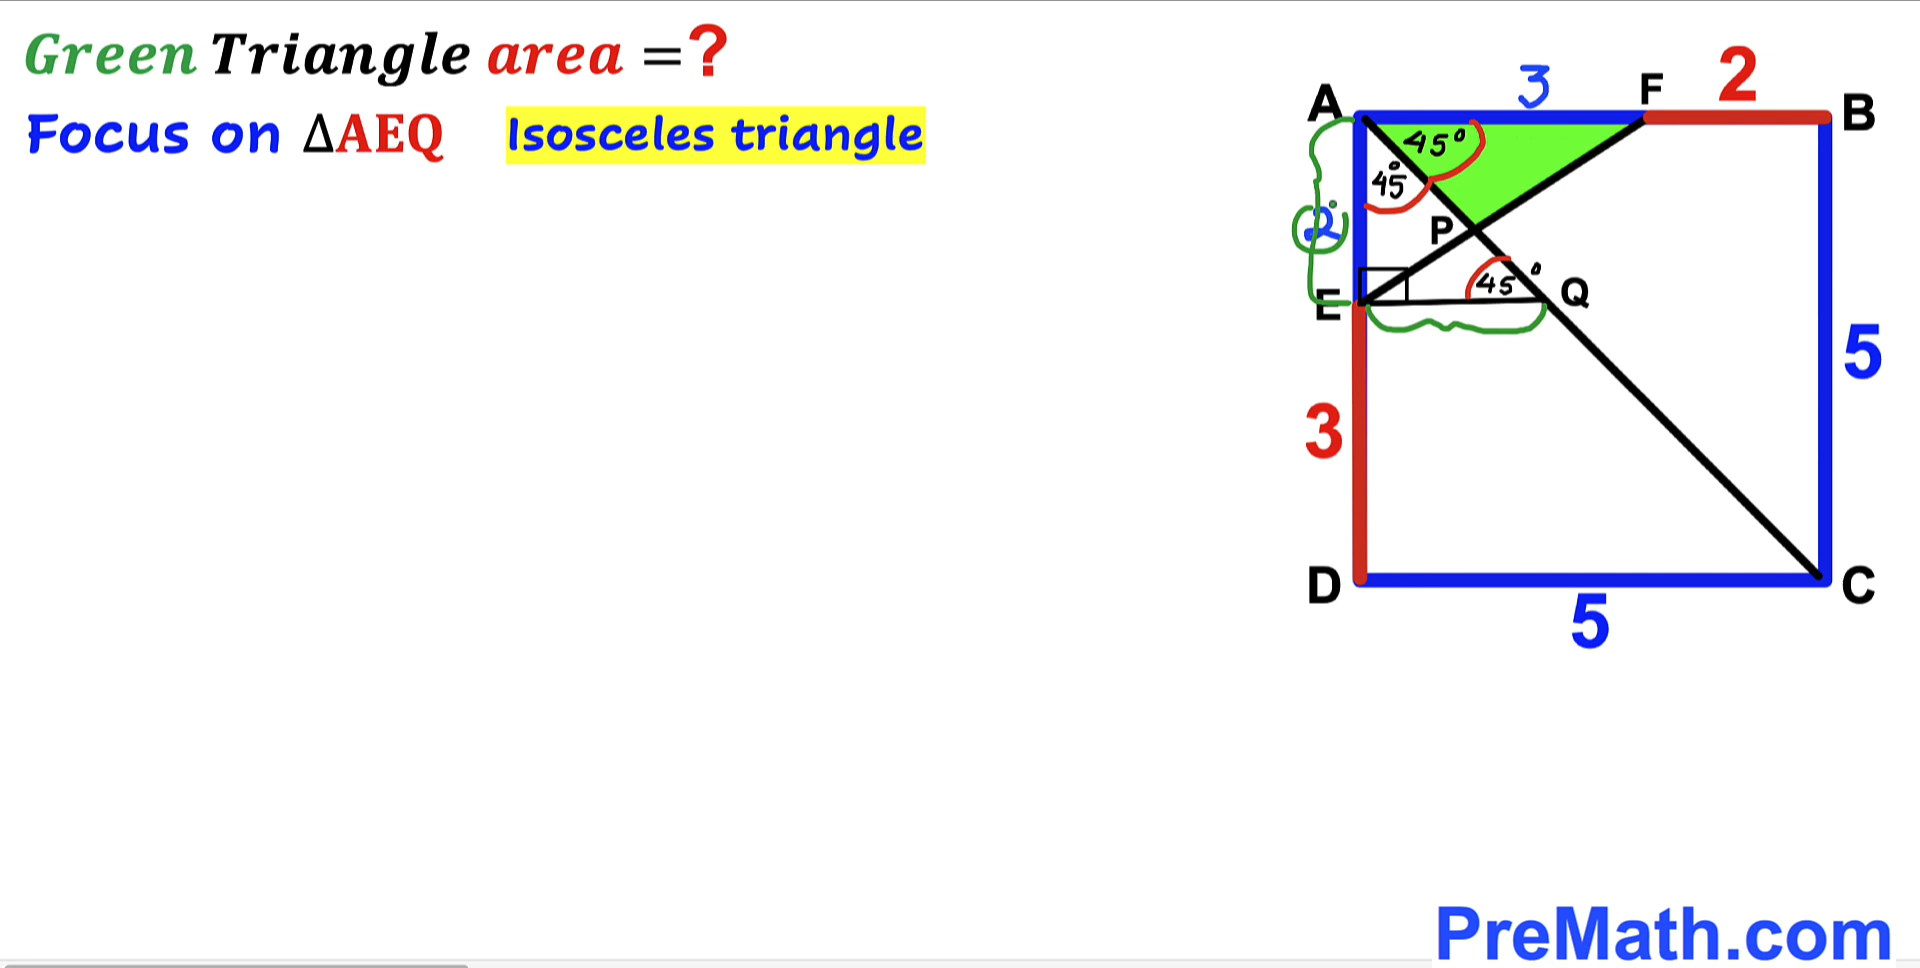 Green Triangle area =?
Focus on ΔAEQ Isosceles triangle
A 3 F 2 B
45°
45°
2
P
45°
E Q
5
3
D C
5
PreMath.com